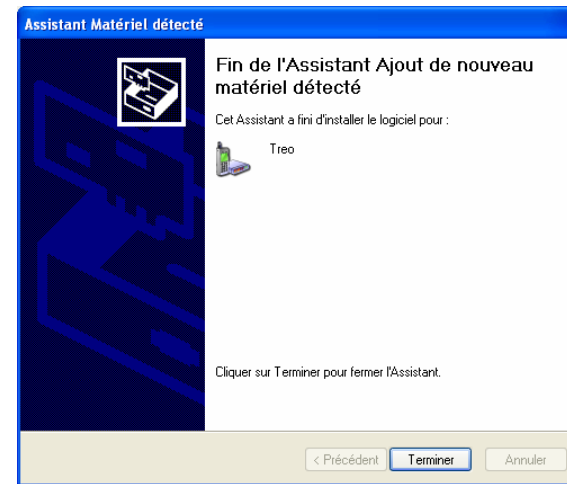 Assistant Matériel détecté
Fin de l'Assistant Ajout de nouveau
matériel détecté
Cet Assistant a fini d'installer le logiciel pour :
Treo
Cliquer sur Terminer pour fermer l'Assistant.
< Précédent Terminer Annuler